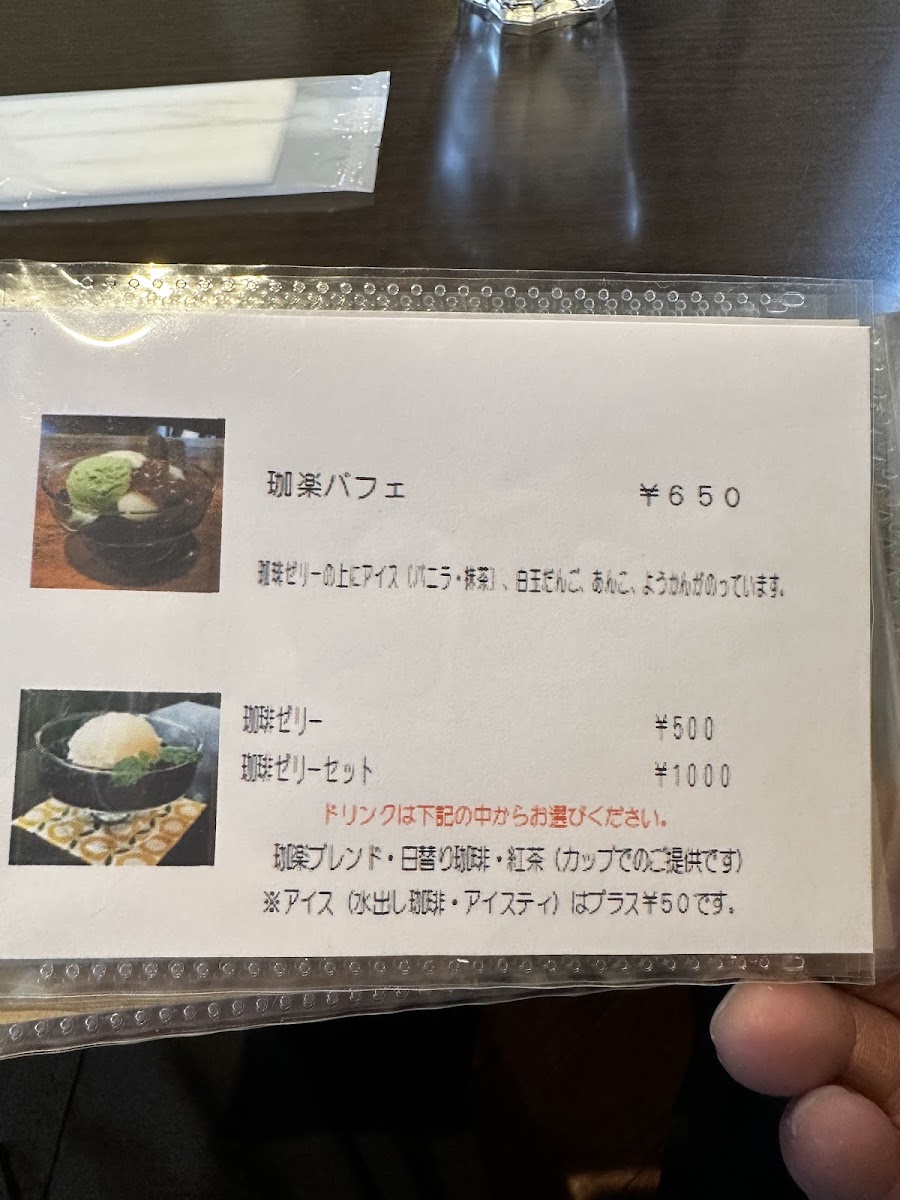 珈楽パフェ ￥６５０
珈琲ゼリーの上にアイス（バニラ・抹茶）、白玉だんご、あんこ、ようかんがのっています。
珈琲ゼリー ￥500
珈琲ゼリーセット ￥1000
ドリンクは下記の中からお選びください。
珈楽ブレンド・日替り珈琲・紅茶（カップでのご提供です）
※アイス（水出し珈琲・アイスティ）はプラス￥５０です。